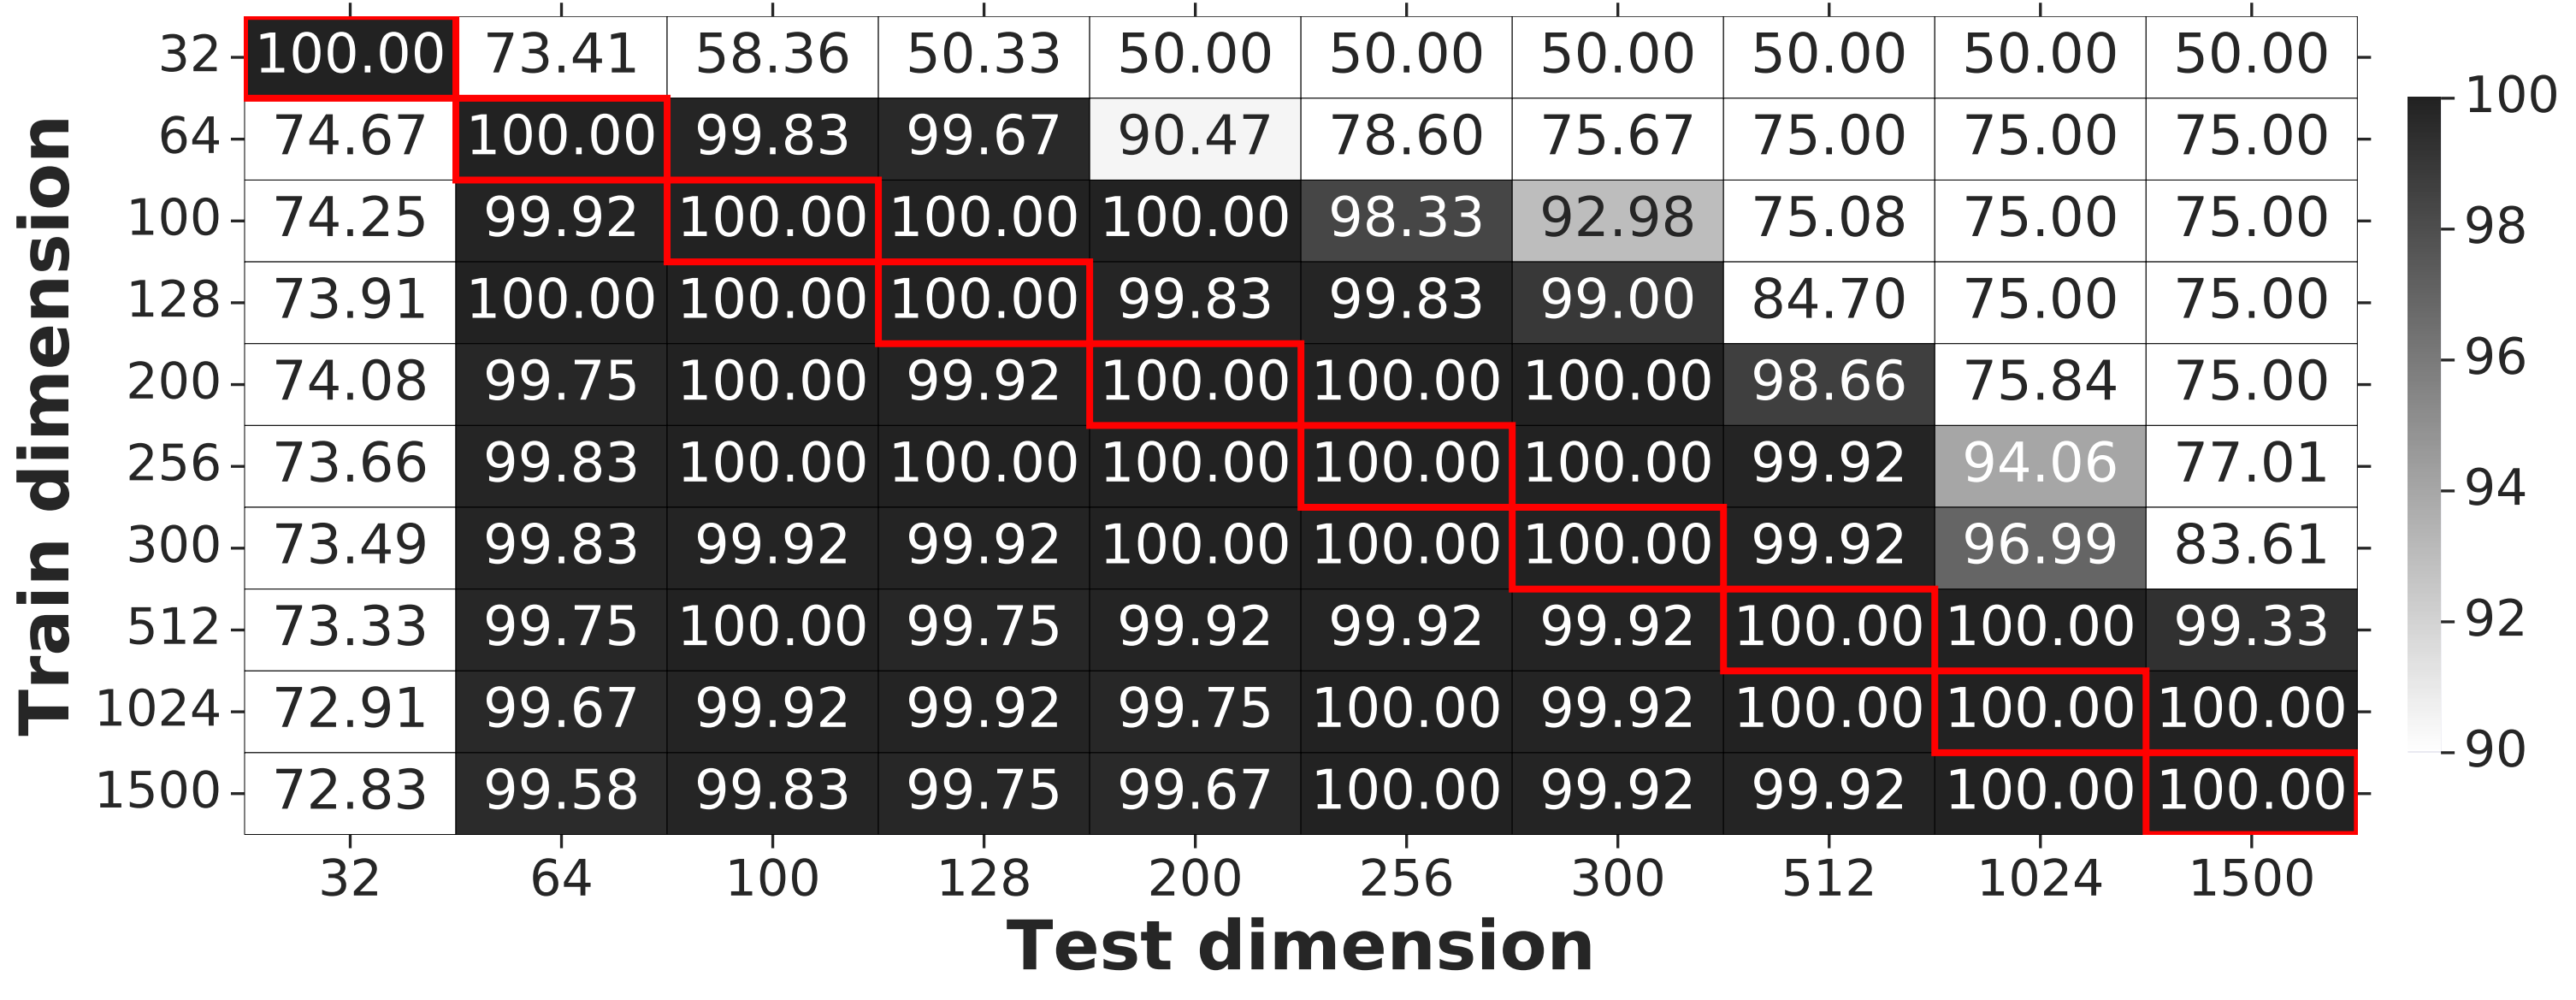 Train dimension
32 100.00 73.41 58.36 50.33 50.00 50.00 50.00 50.00 50.00 50.00
64 74.67 100.00 99.83 99.67 90.47 78.60 75.67 75.00 75.00 75.00
100 74.25 99.92 100.00 100.00 100.00 98.33 92.98 75.08 75.00 75.00
128 73.91 100.00 100.00 100.00 99.83 99.83 99.00 84.70 75.00 75.00
200 74.08 99.75 100.00 99.92 100.00 100.00 100.00 98.66 75.84 75.00
256 73.66 99.83 100.00 100.00 100.00 100.00 100.00 99.92 94.06 77.01
300 73.49 99.83 99.92 99.92 100.00 100.00 100.00 99.92 96.99 83.61
512 73.33 99.75 100.00 99.75 99.92 99.92 99.92 100.00 100.00 99.33
1024 72.91 99.67 99.92 99.92 99.75 100.00 99.92 100.00 100.00 100.00
1500 72.83 99.58 99.83 99.75 99.67 100.00 99.92 99.92 100.00 100.00
32 64 100 128 200 256 300 512 1024 1500
Test dimension
100
98
96
94
92
90